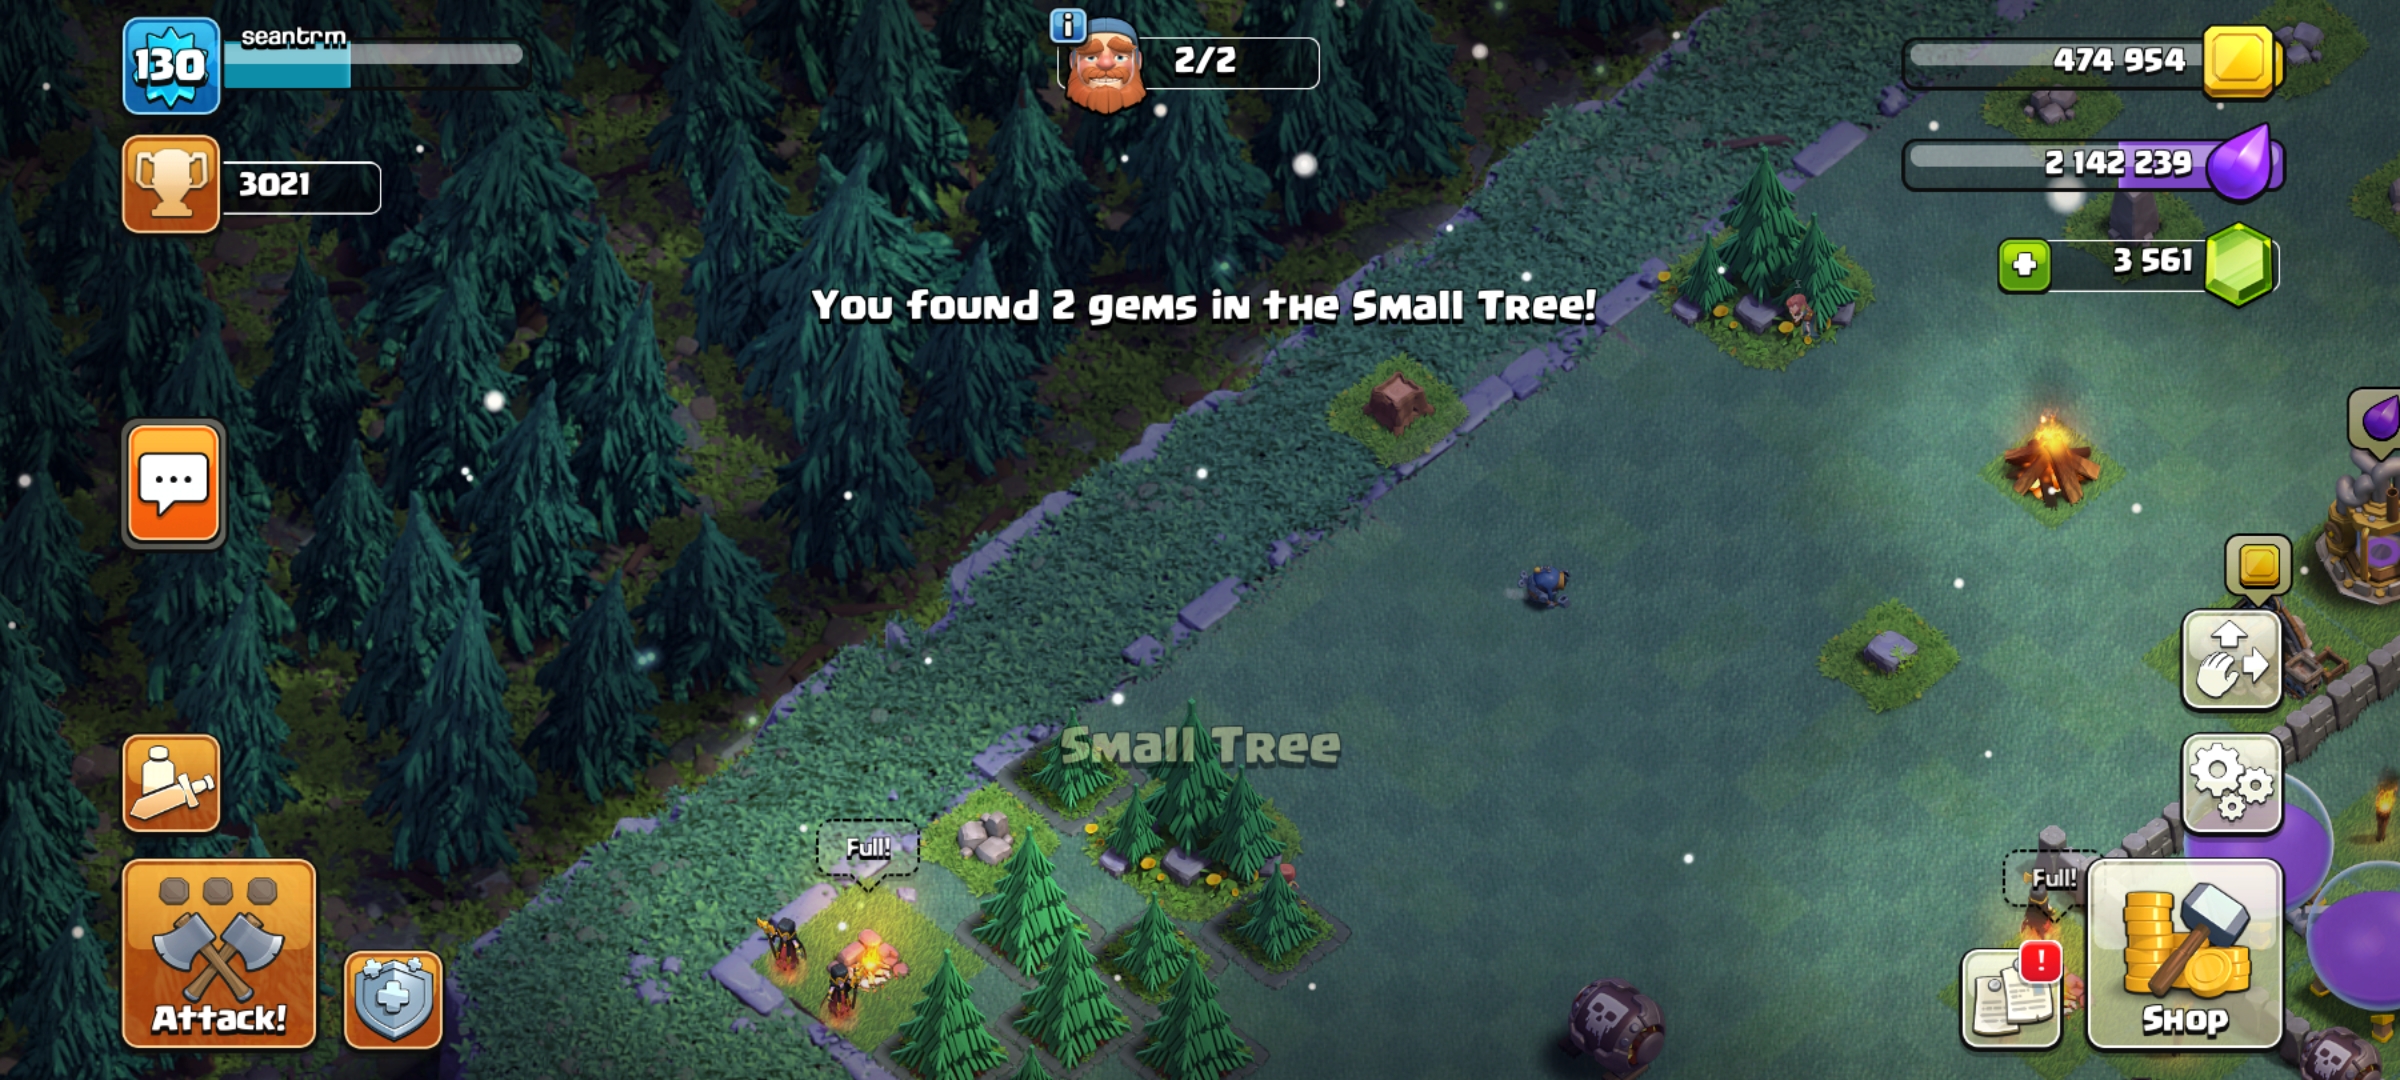 130
seantrm
2/2
474 954
3021
2 142 239
3 561
You found 2 gems in the Small Tree!
Small Tree
Full!
Full!
!
Attack!
Shop